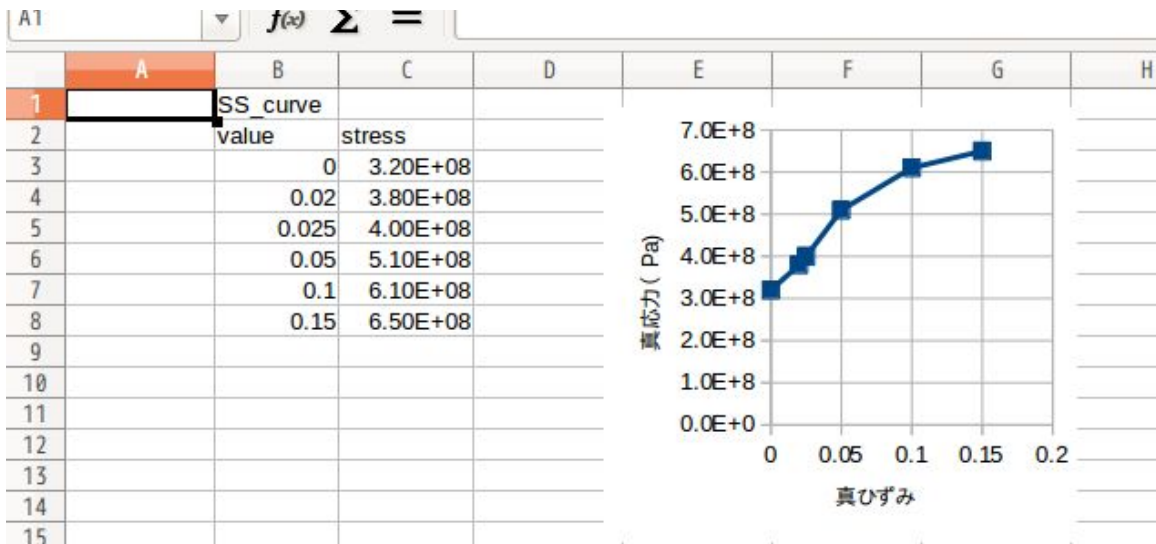 A1 f(x) Σ =
A B C D E F G H
1 SS_curve
2 value stress
3 0 3.20E+08
4 0.02 3.80E+08
5 0.025 4.00E+08
6 0.05 5.10E+08
7 0.1 6.10E+08
8 0.15 6.50E+08
9
10
11
12
13
14
15
7.0E+8
6.0E+8
5.0E+8
4.0E+8
3.0E+8
2.0E+8
1.0E+8
0.0E+0
真応力( Pa)
0 0.05 0.1 0.15 0.2
真ひずみ